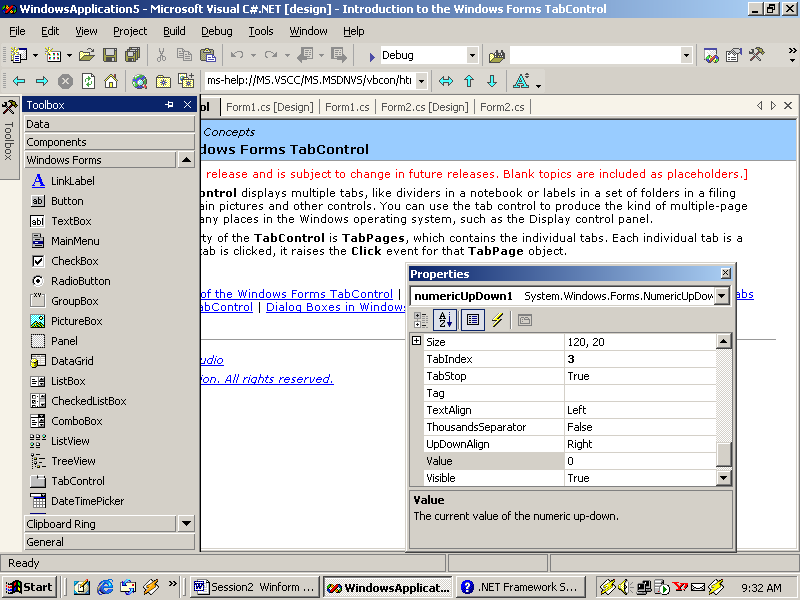 WindowsApplication5 - Microsoft Visual C#.NET [design] - Introduction to the Windows Forms TabControl
File Edit View Project Build Debug Tools Window Help
Debug
ms-help://MS.VSCC/MS.MSDNVS/vbcon/ht
Toolbox
Toolbox
Data
Components
Windows Forms
LinkLabel
Button
TextBox
MainMenu
CheckBox
RadioButton
GroupBox
PictureBox
Panel
DataGrid
ListBox
CheckedListBox
ComboBox
ListView
TreeView
TabControl
DateTimePicker
Clipboard Ring
General
ol Form1.cs [Design] Form1.cs Form2.cs [Design] Form2.cs
Concepts
dows Forms TabControl
release and is subject to change in future releases. Blank topics are included as placeholders.]
ontrol displays multiple tabs, like dividers in a notebook or labels in a set of folders in a filing
ain pictures and other controls. You can use the tab control to produce the kind of multiple-page
any places in the Windows operating system, such as the Display control panel.
rty of the TabControl is TabPages, which contains the individual tabs. Each individual tab is a
tab is clicked, it raises the Click event for that TabPage object.
of the Windows Forms TabControl | abs
abControl | Dialog Boxes in Windows
udio
ion. All rights reserved.
Properties
numericUpDown1 System.Windows.Forms.NumericUpDow
Size 120, 20
TabIndex 3
TabStop True
Tag
TextAlign Left
ThousandsSeparator False
UpDownAlign Right
Value 0
Visible True
Value
The current value of the numeric up-down.
Ready
Start Session2 Winform ... WindowsApplicat... .NET Framework S... 9:32 AM